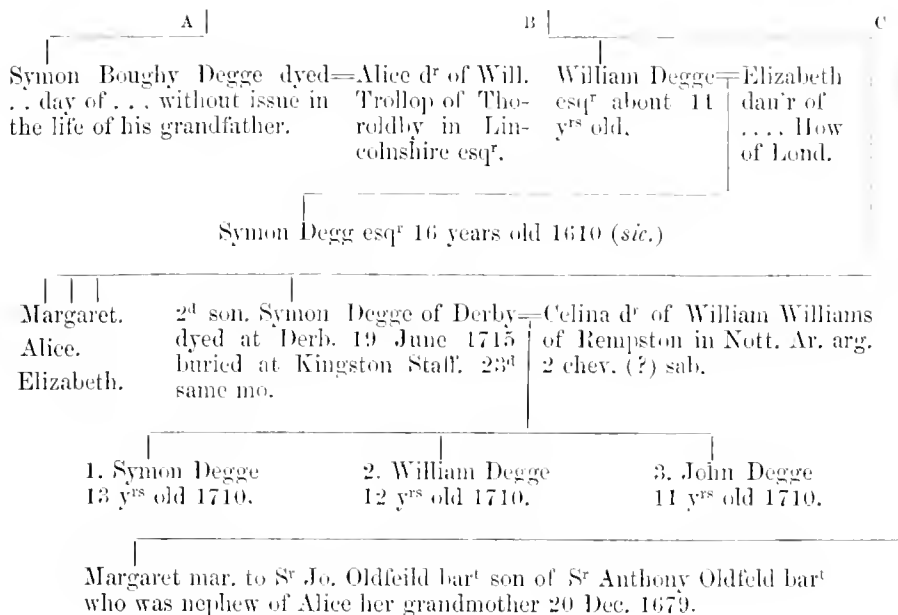 A B C
Symon Boughy Degge dyed=Alice dʳ of Will.
. . day of . . . without issue in Trollop of Tho-
the life of his grandfather. roldby in Lin-
colnshire esqʳ.
William Degge=Elizabeth
esqʳ about 11 dau'r of
yʳˢ old. . . . . How
of Lond.
Symon Degg esqʳ 16 years old 1610 (sic.)
Margaret.
Alice.
Elizabeth.
2ᵈ son. Symon Degge of Derby=Celina dʳ of William Williams
dyed at Derb. 19 June 1715 of Rempston in Nott. Ar. arg.
buried at Kingston Staff. 23ᵈ 2 chev. (?) sab.
same mo.
1. Symon Degge 2. William Degge 3. John Degge
13 yʳˢ old 1710. 12 yʳˢ old 1710. 11 yʳˢ old 1710.
Margaret mar. to Sʳ Jo. Oldfeild barᵗ son of Sʳ Anthony Oldfeld barᵗ
who was nephew of Alice her grandmother 20 Dec. 1679.